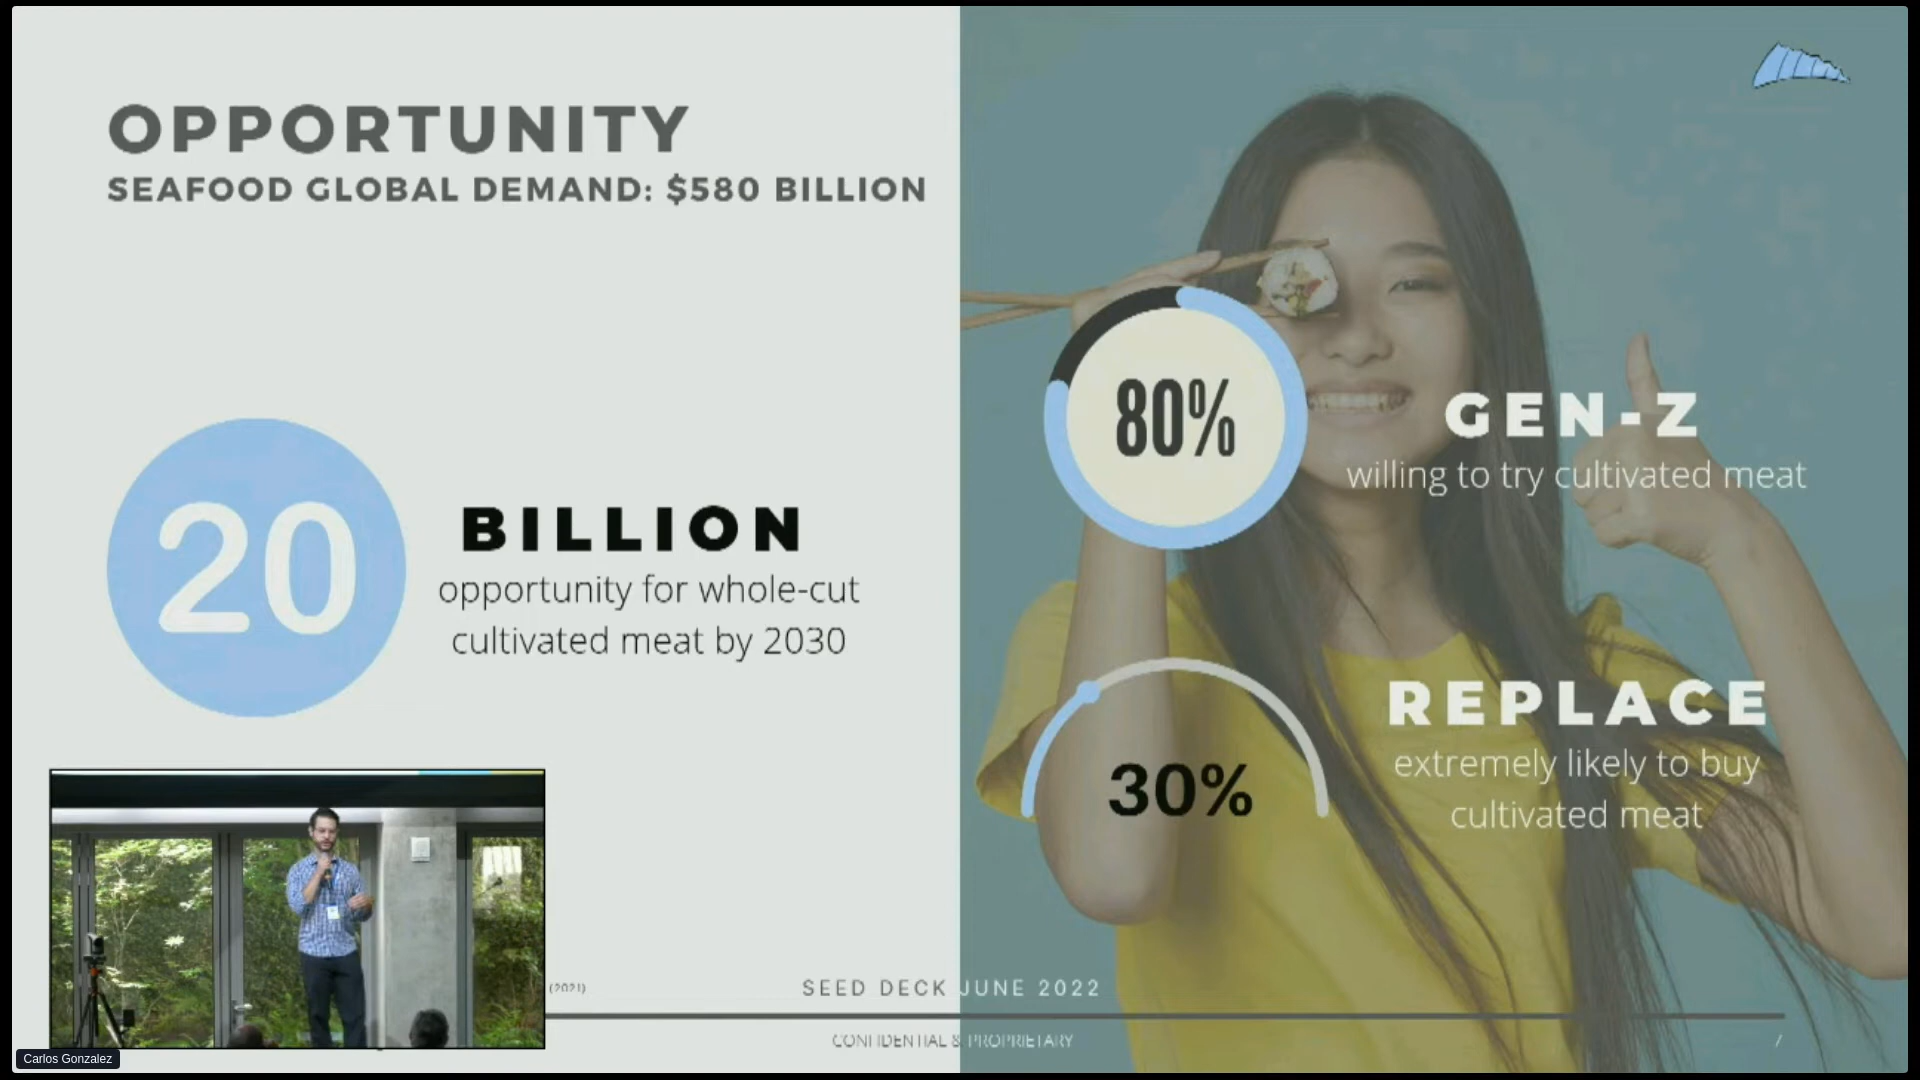 OPPORTUNITY
SEAFOOD GLOBAL DEMAND: $580 BILLION
20
BILLION
opportunity for whole-cut
cultivated meat by 2030
80%
GEN-Z
willing to try cultivated meat
30%
REPLACE
extremely likely to buy
cultivated meat
(2021)
SEED DECK JUNE 2022
CONFIDENTIAL & PROPRIETARY
7
Carlos Gonzalez